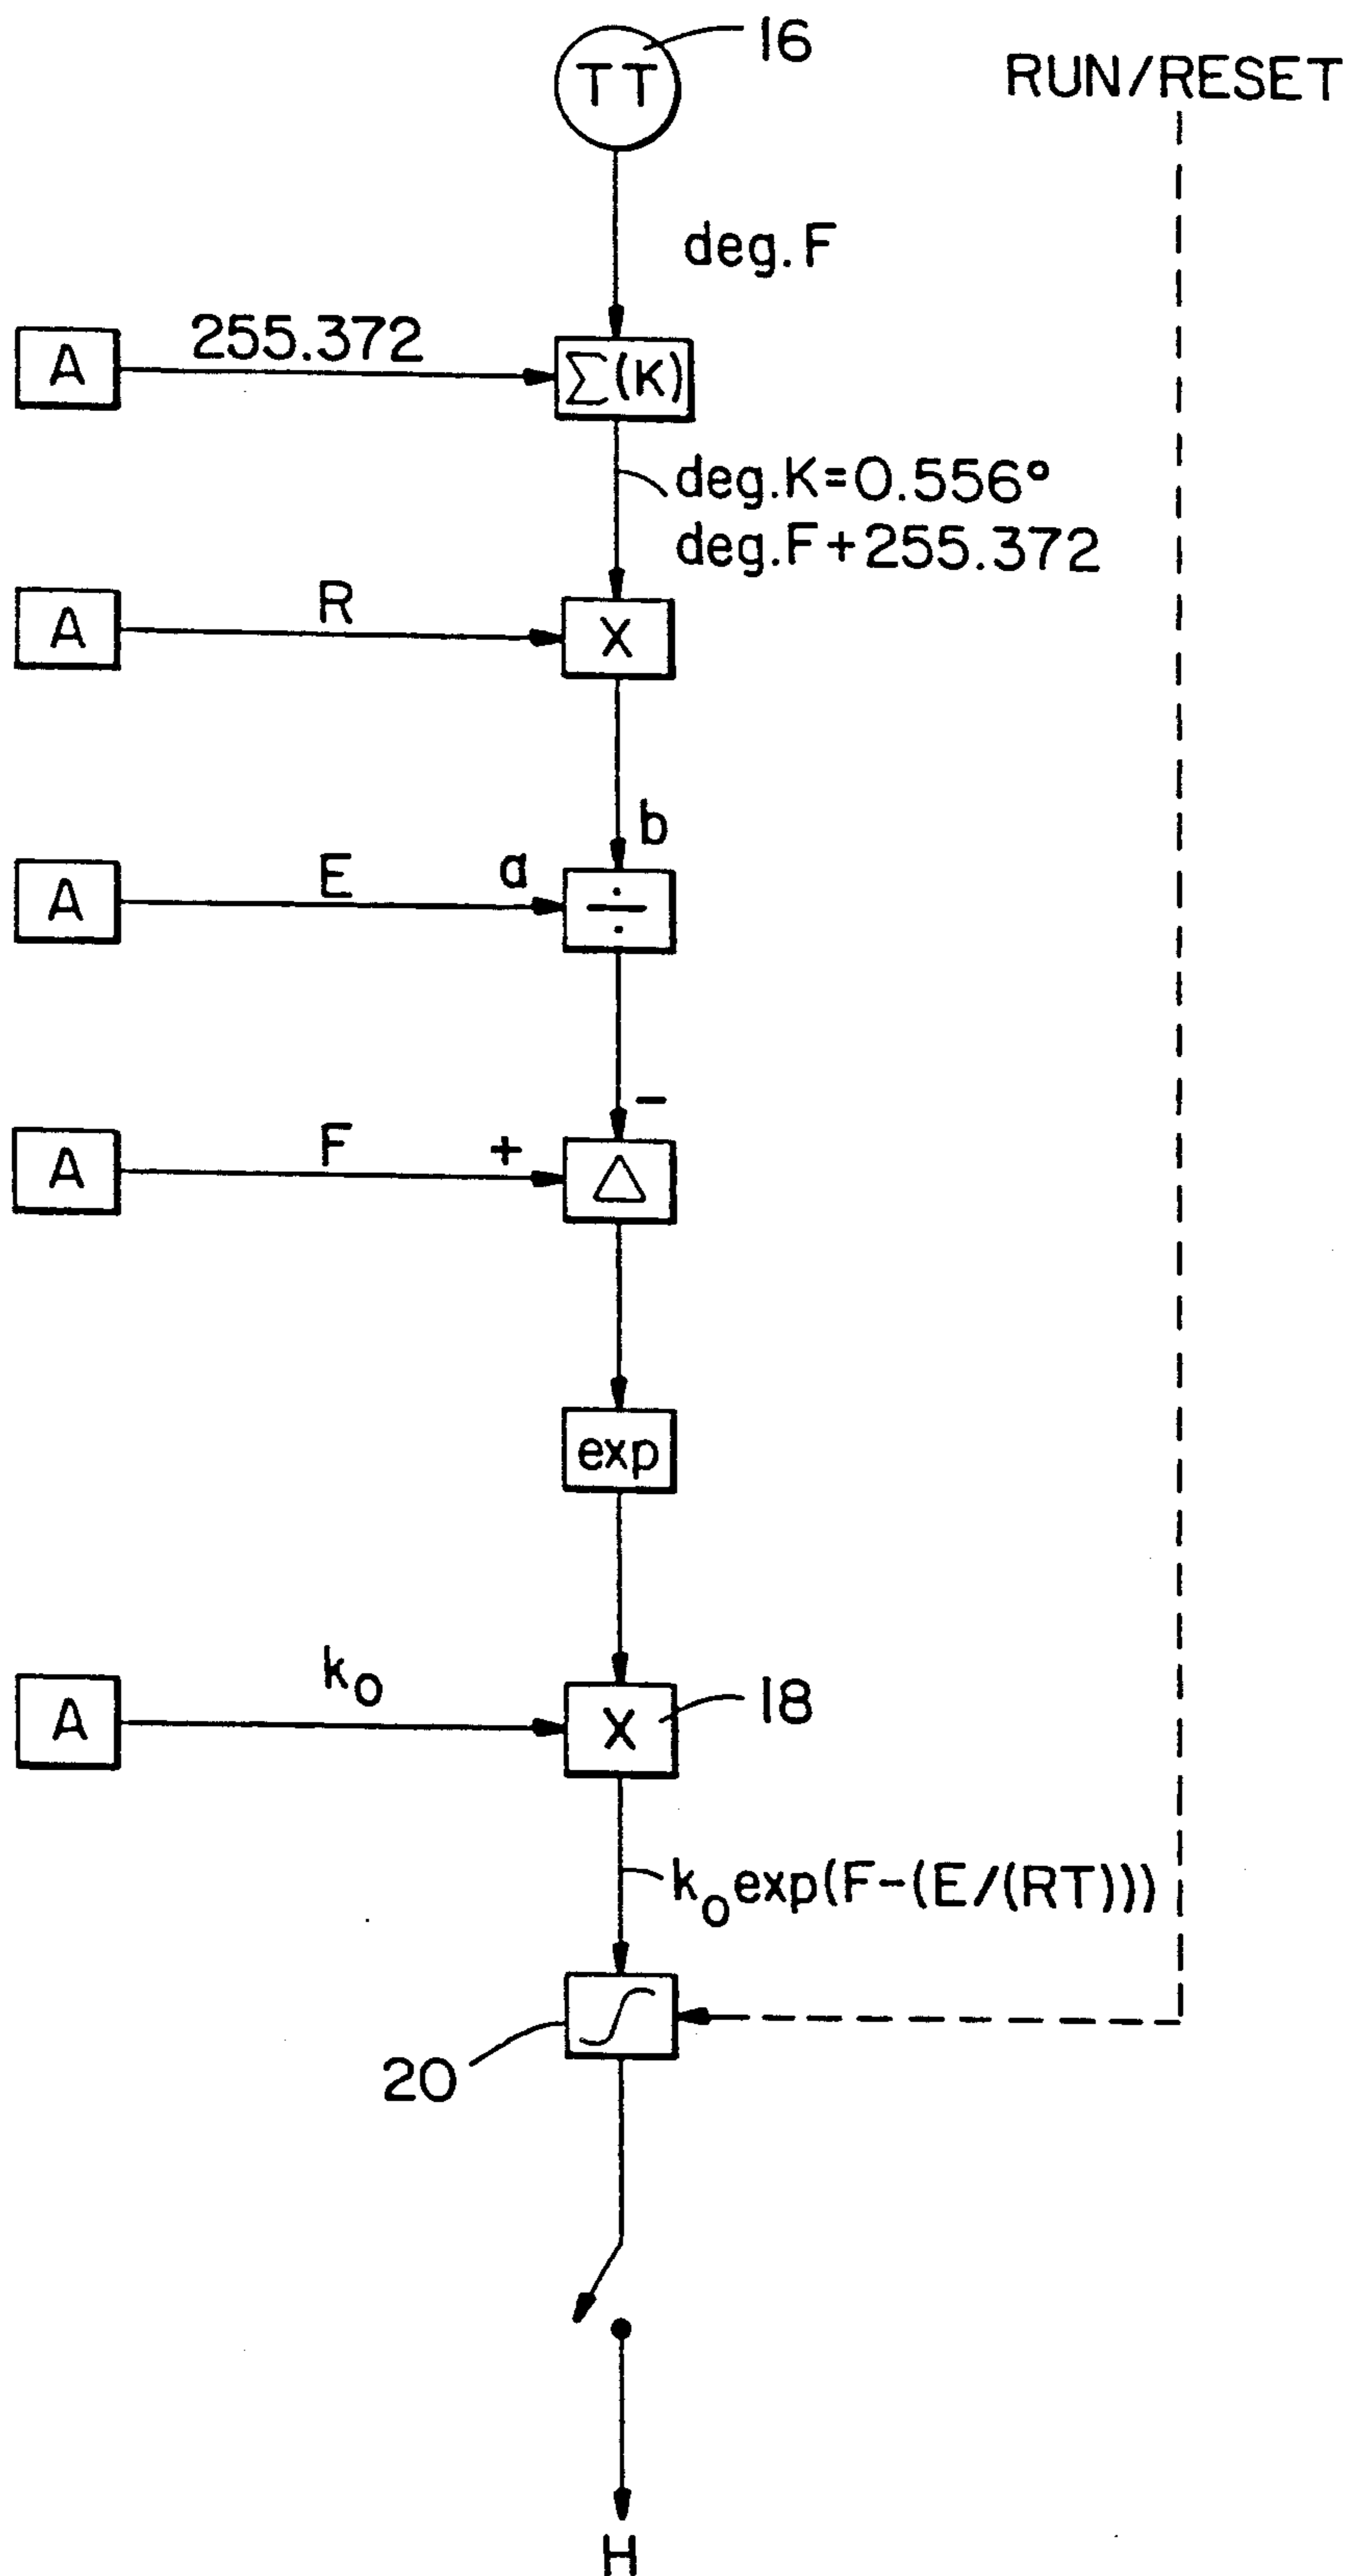 16
TT
RUN/RESET
deg.F
A
255.372
Σ(K)
deg.K=0.556°
deg.F+255.372
A
R
X
b
A
E
a
÷
-
A
F
+
△
exp
A
k₀
X
18
k₀exp(F-(E/(RT)))
∫
20
H